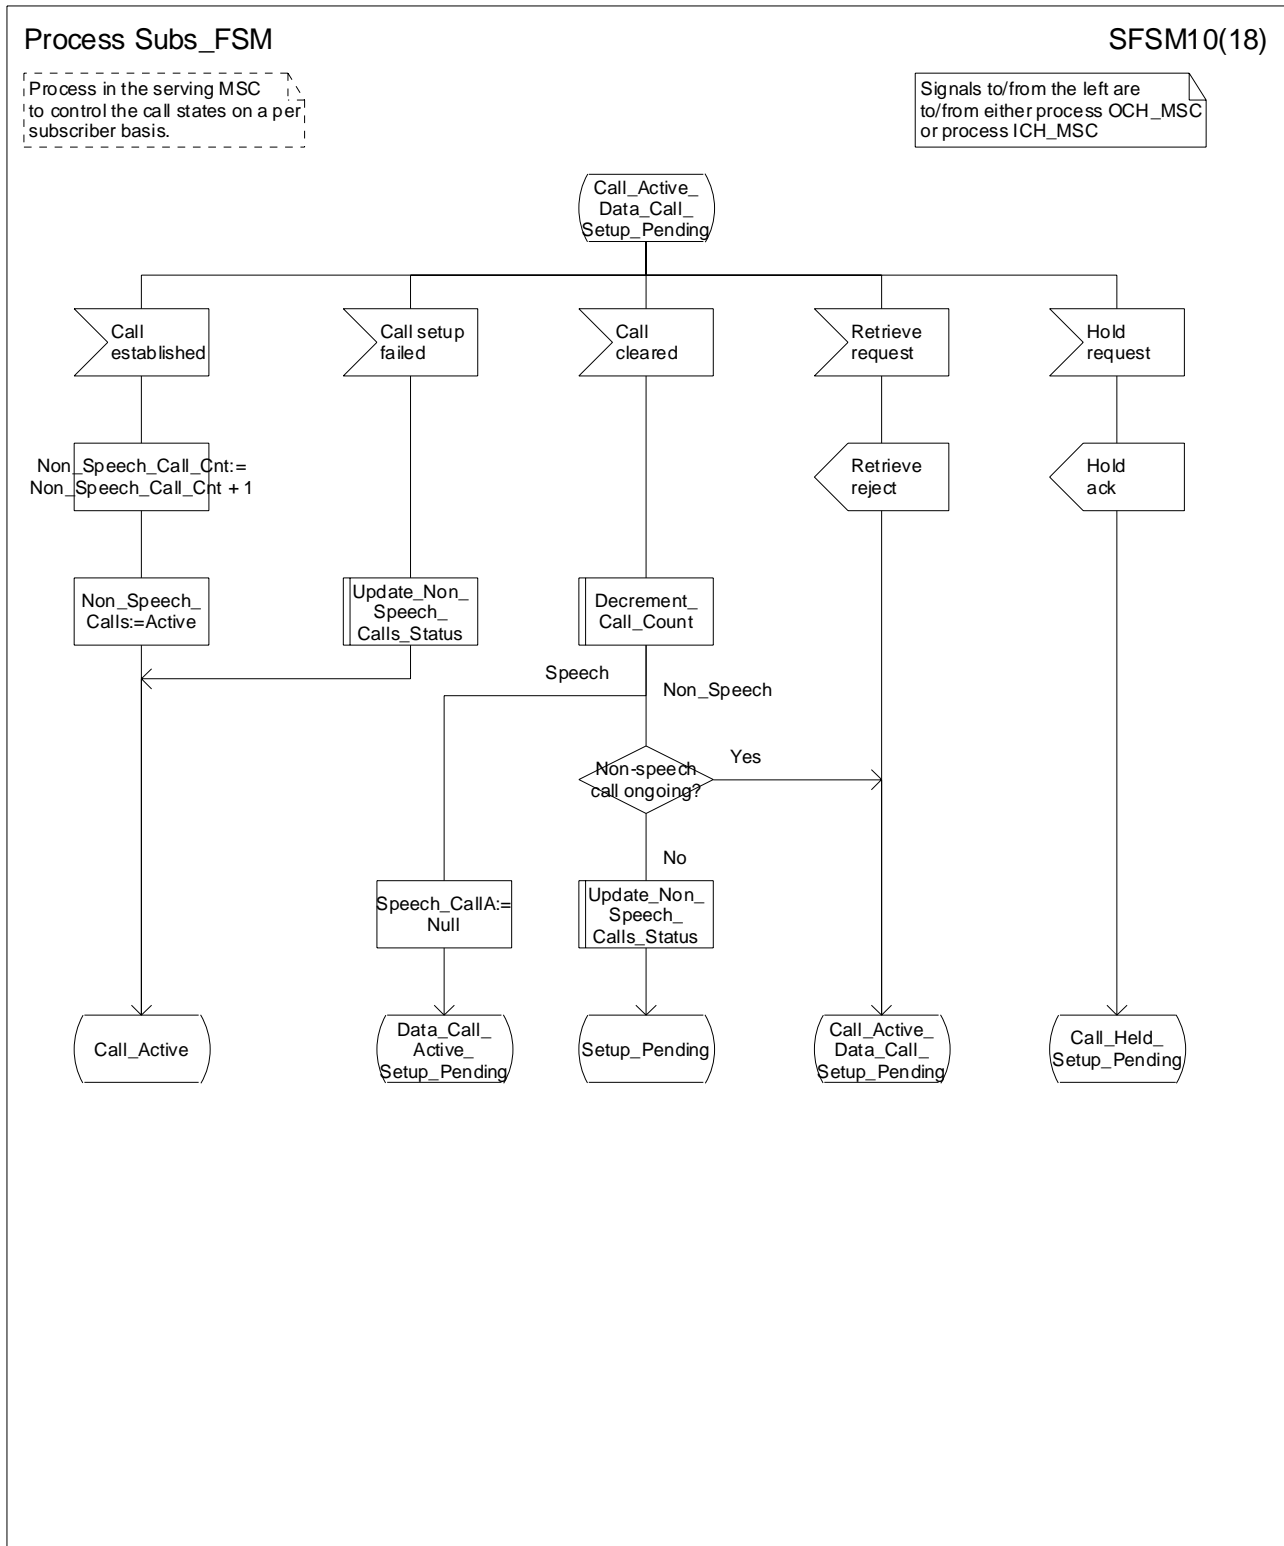 Process Subs_FSM
SFSM10(18)
Process in the serving MSC
to control the call states on a per
subscriber basis.
Signals to/from the left are
to/from either process OCH_MSC
or process ICH_MSC
Call_Active_
Data_Call_
Setup_Pending
Call
established
Call setup
failed
Call
cleared
Retrieve
request
Hold
request
Non_Speech_Call_Cnt:=
Non_Speech_Call_Cnt + 1
Retrieve
reject
Hold
ack
Non_Speech_
Calls:=Active
Update_Non_
Speech_
Calls_Status
Decrement_
Call_Count
Speech
Non_Speech
Non-speech
call ongoing?
Yes
No
Speech_CallA:=
Null
Update_Non_
Speech_
Calls_Status
Call_Active
Data_Call_
Active_
Setup_Pending
Setup_Pending
Call_Active_
Data_Call_
Setup_Pending
Call_Held_
Setup_Pending